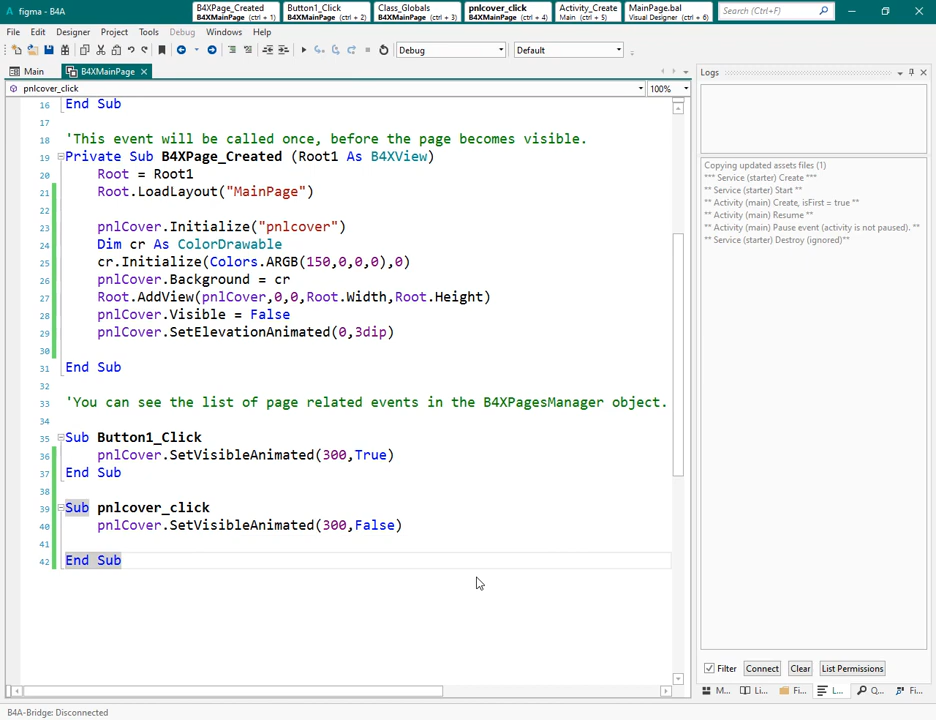 figma - B4A
B4XPage_Created
B4XMainPage (ctrl + 1)
Button1_Click
B4XMainPage (ctrl + 2)
Class_Globals
B4XMainPage (ctrl + 3)
pnlcover_click
B4XMainPage (ctrl + 4)
Activity_Create
Main (ctrl + 5)
MainPage.bal
Visual Designer (ctrl + 6)
Search (Ctrl+F)
File Edit Designer Project Tools Debug Windows Help
Debug Default
Main B4XMainPage
pnlcover_click 100%
16 End Sub
17
18 'This event will be called once, before the page becomes visible.
19 Private Sub B4XPage_Created (Root1 As B4XView)
20 Root = Root1
21 Root.LoadLayout("MainPage")
22
23 pnlCover.Initialize("pnlcover")
24 Dim cr As ColorDrawable
25 cr.Initialize(Colors.ARGB(150,0,0,0),0)
26 pnlCover.Background = cr
27 Root.AddView(pnlCover,0,0,Root.Width,Root.Height)
28 pnlCover.Visible = False
29 pnlCover.SetElevationAnimated(0,3dip)
30
31 End Sub
32
33 'You can see the list of page related events in the B4XPagesManager object.
34
35 Sub Button1_Click
36 pnlCover.SetVisibleAnimated(300,True)
37 End Sub
38
39 Sub pnlcover_click
40 pnlCover.SetVisibleAnimated(300,False)
41
42 End Sub
Logs
Copying updated assets files (1)
*** Service (starter) Create ***
** Service (starter) Start **
** Activity (main) Create, isFirst = true **
** Activity (main) Resume **
** Activity (main) Pause event (activity is not paused). **
** Service (starter) Destroy (ignored)**
Filter Connect Clear List Permissions
M... Li... Fi... L... Q... Fi...
B4A-Bridge: Disconnected